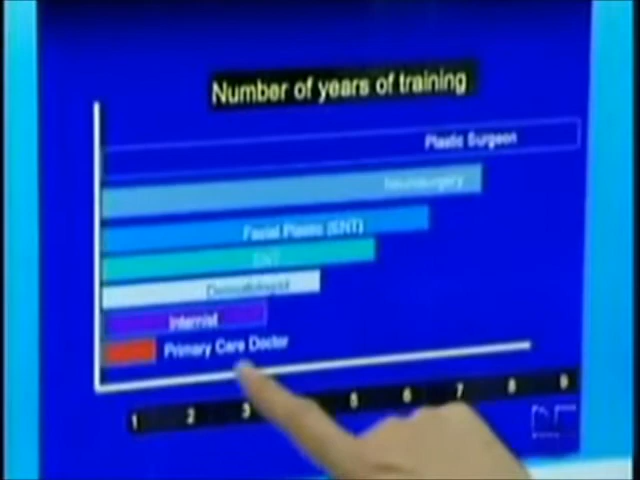 Number of years of training
Plastic Surgeon
Neurosurgery
Facial Plastic (ENT)
ENT
Dermatologist
Internist
Primary Care Doctor
1 2 3 5 6 7 8 9